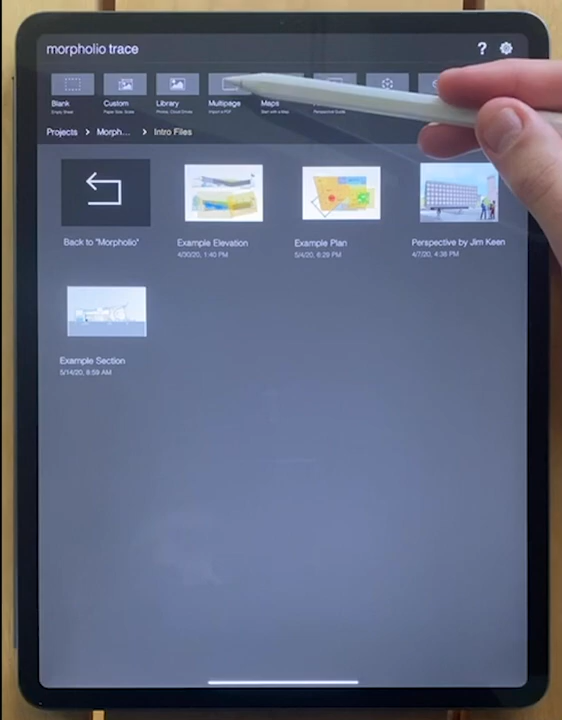 morpholio trace
?
Blank
Custom
Library
Multipage
Maps
Empty Sheet
Paper Size, Scale
Photos, Cloud Drives
Import a PDF
Start with a Map
Perspective Guide
Projects > Morph... > Intro Files
Back to "Morpholio"
Example Elevation
Example Plan
Perspective by Jim Keen
4/30/20, 1:40 PM
5/4/20, 6:29 PM
4/7/20, 4:38 PM
Example Section
5/14/20, 8:59 AM